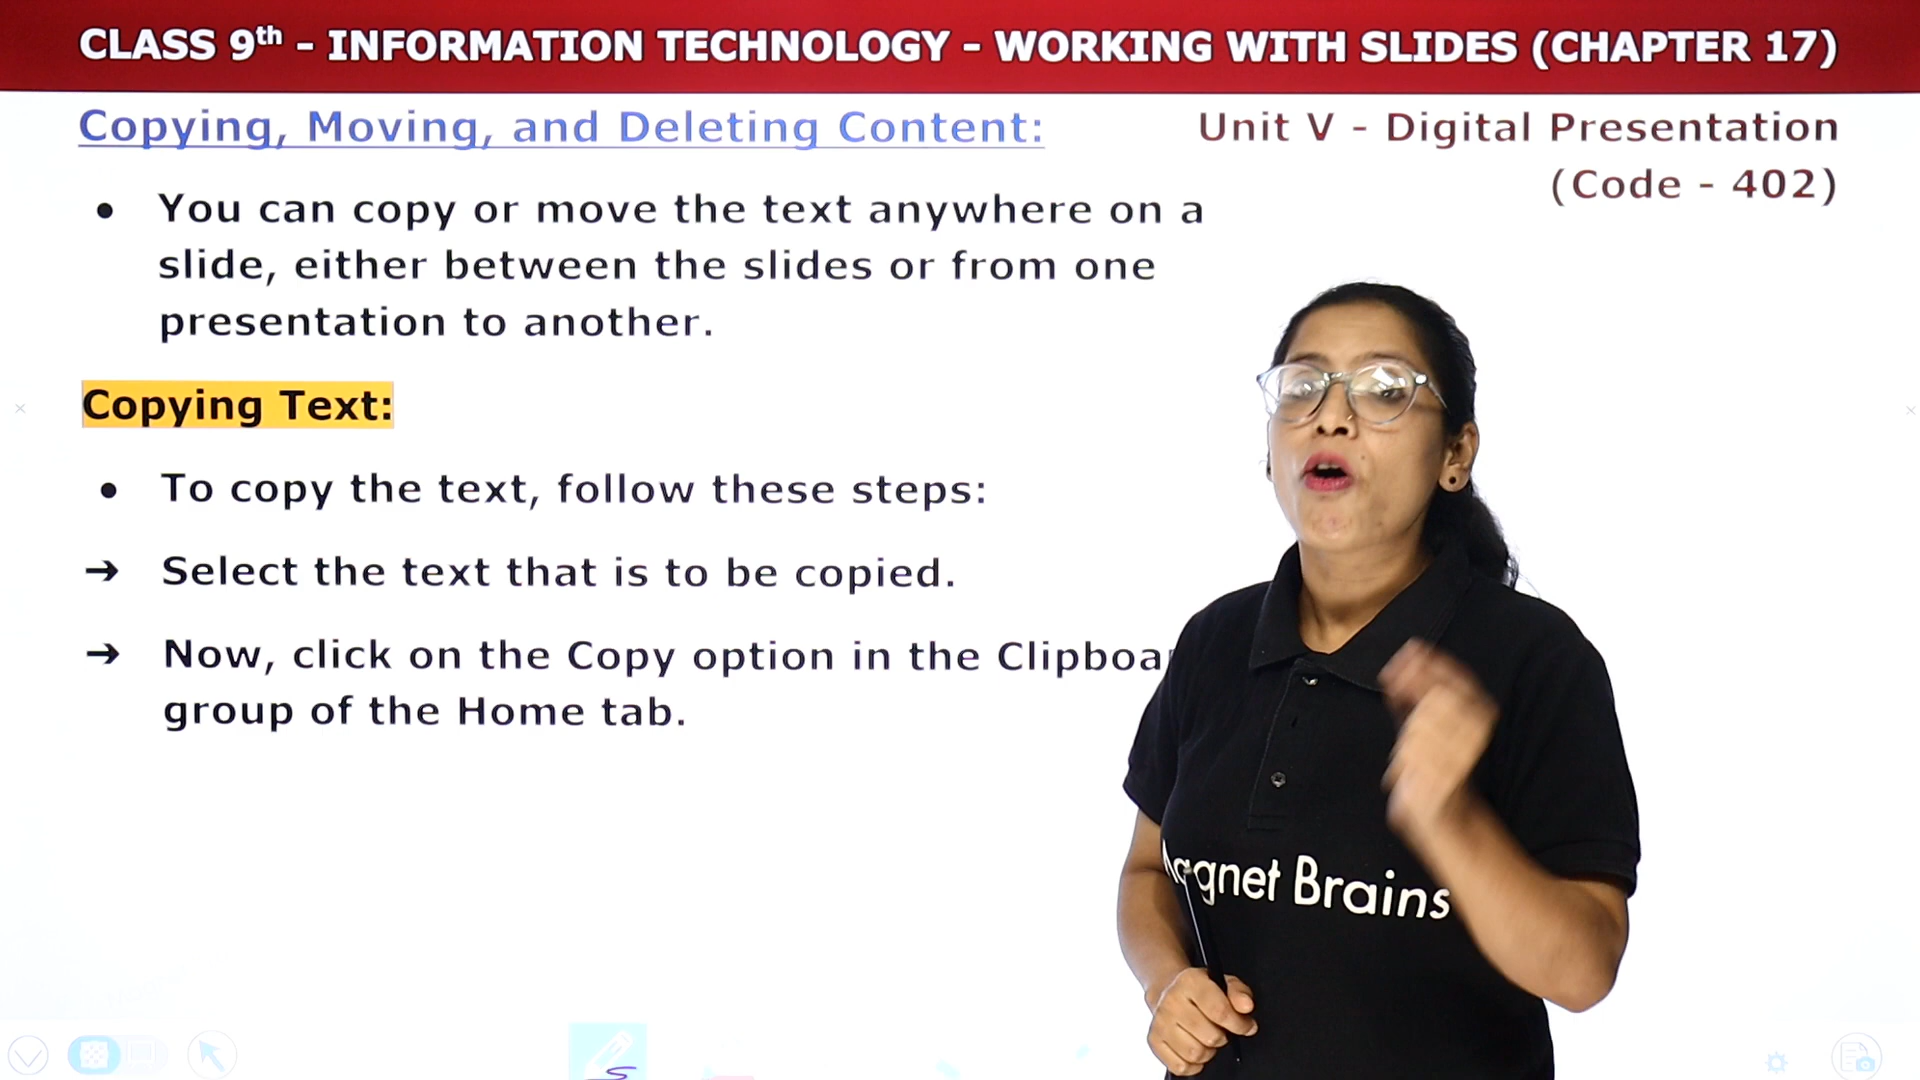 CLASS 9th - INFORMATION TECHNOLOGY - WORKING WITH SLIDES (CHAPTER 17)
Copying, Moving, and Deleting Content:
Unit V - Digital Presentation
(Code - 402)
● You can copy or move the text anywhere on a
slide, either between the slides or from one
presentation to another.
Copying Text:
● To copy the text, follow these steps:
➔ Select the text that is to be copied.
➔ Now, click on the Copy option in the
group of the Home tab.
Brains